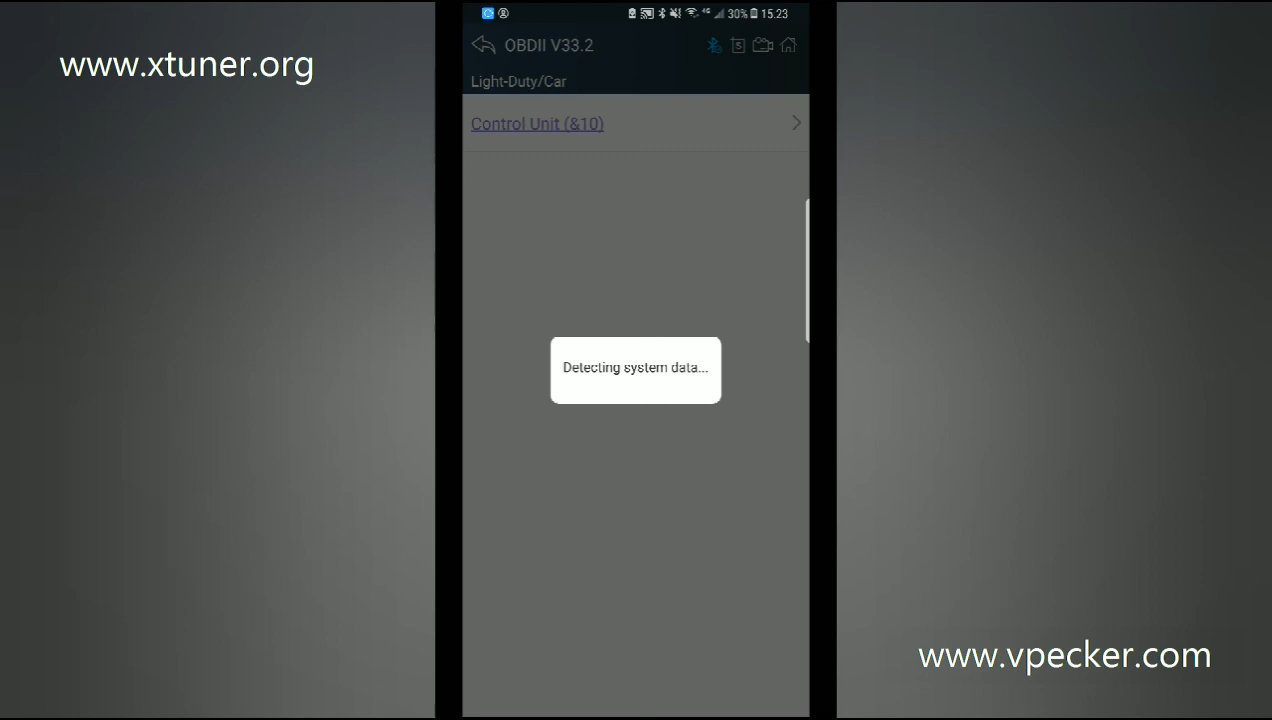 www.xtuner.org
4G 30% 15.23
OBDII V33.2
Light-Duty/Car
Control Unit (&10)
Detecting system data...
www.vpecker.com